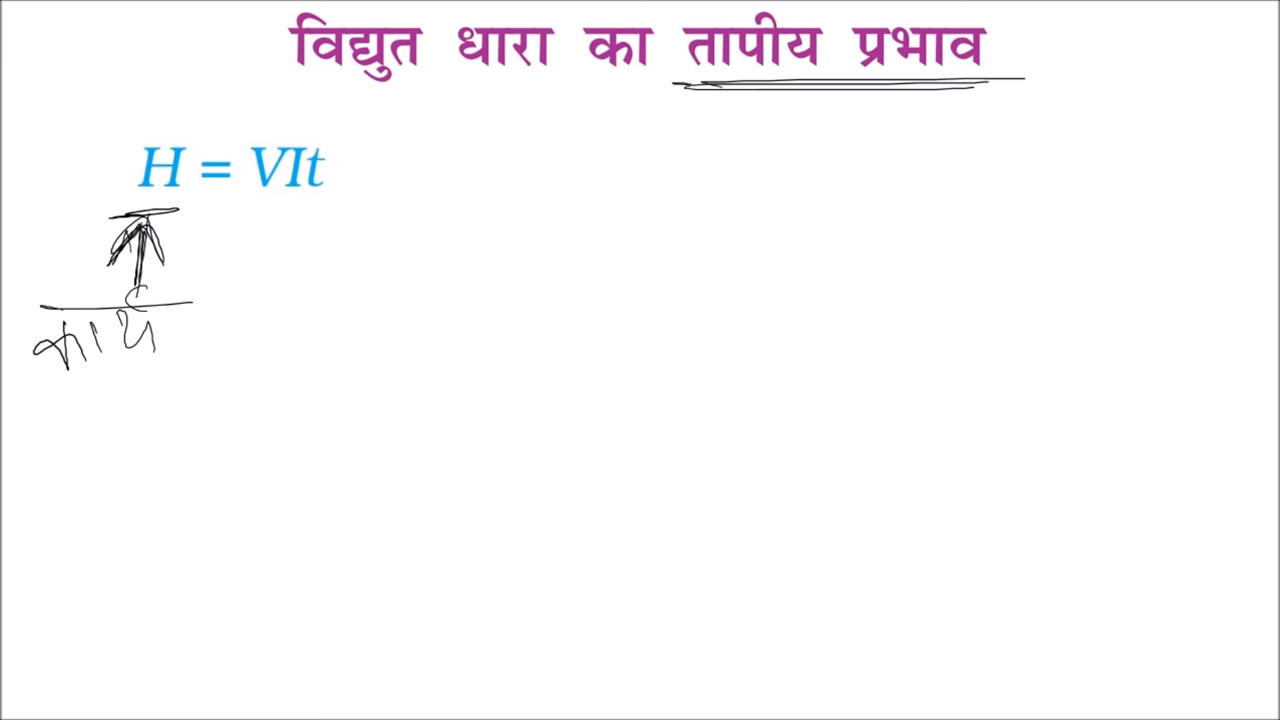 विद्युत धारा का तापीय प्रभाव
H = VIt
कार्य